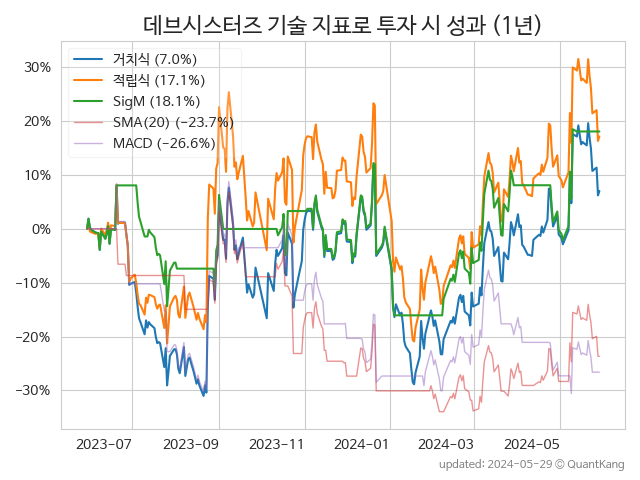 데브시스터즈 기술 지표로 투자 시 성과 (1년)
거치식 (7.0%)
적립식 (17.1%)
SigM (18.1%)
SMA(20) (−23.7%)
MACD (−26.6%)
30%
20%
10%
0%
−10%
−20%
−30%
2023-07
2023-09
2023-11
2024-01
2024-03
2024-05
updated: 2024-05-29 ⓒ QuantKang